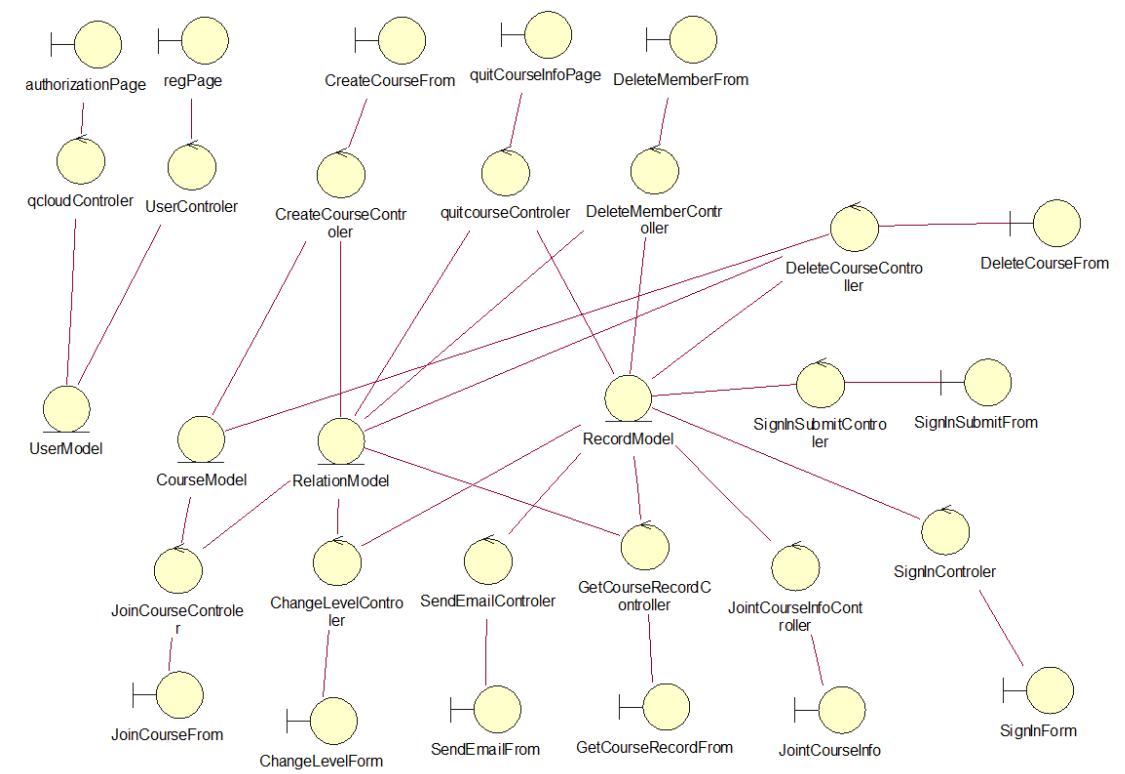 authorizationPage
regPage
CreateCourseFrom
quitCourseInfoPage
DeleteMemberFrom
qcloudControler
UserControler
CreateCourseContr
oler
quitcourseControler
DeleteMemberContr
oller
DeleteCourseContro
ller
DeleteCourseFrom
UserModel
CourseModel
RelationModel
RecordModel
SignInSubmitContro
ler
SignInSubmitFrom
JoinCourseControle
r
ChangeLevelContro
ler
SendEmailControler
GetCourseRecordC
ontroller
JointCourseInfoCont
roller
SignInControler
JoinCourseFrom
ChangeLevelForm
SendEmailFrom
GetCourseRecordFrom
JointCourseInfo
SignInForm